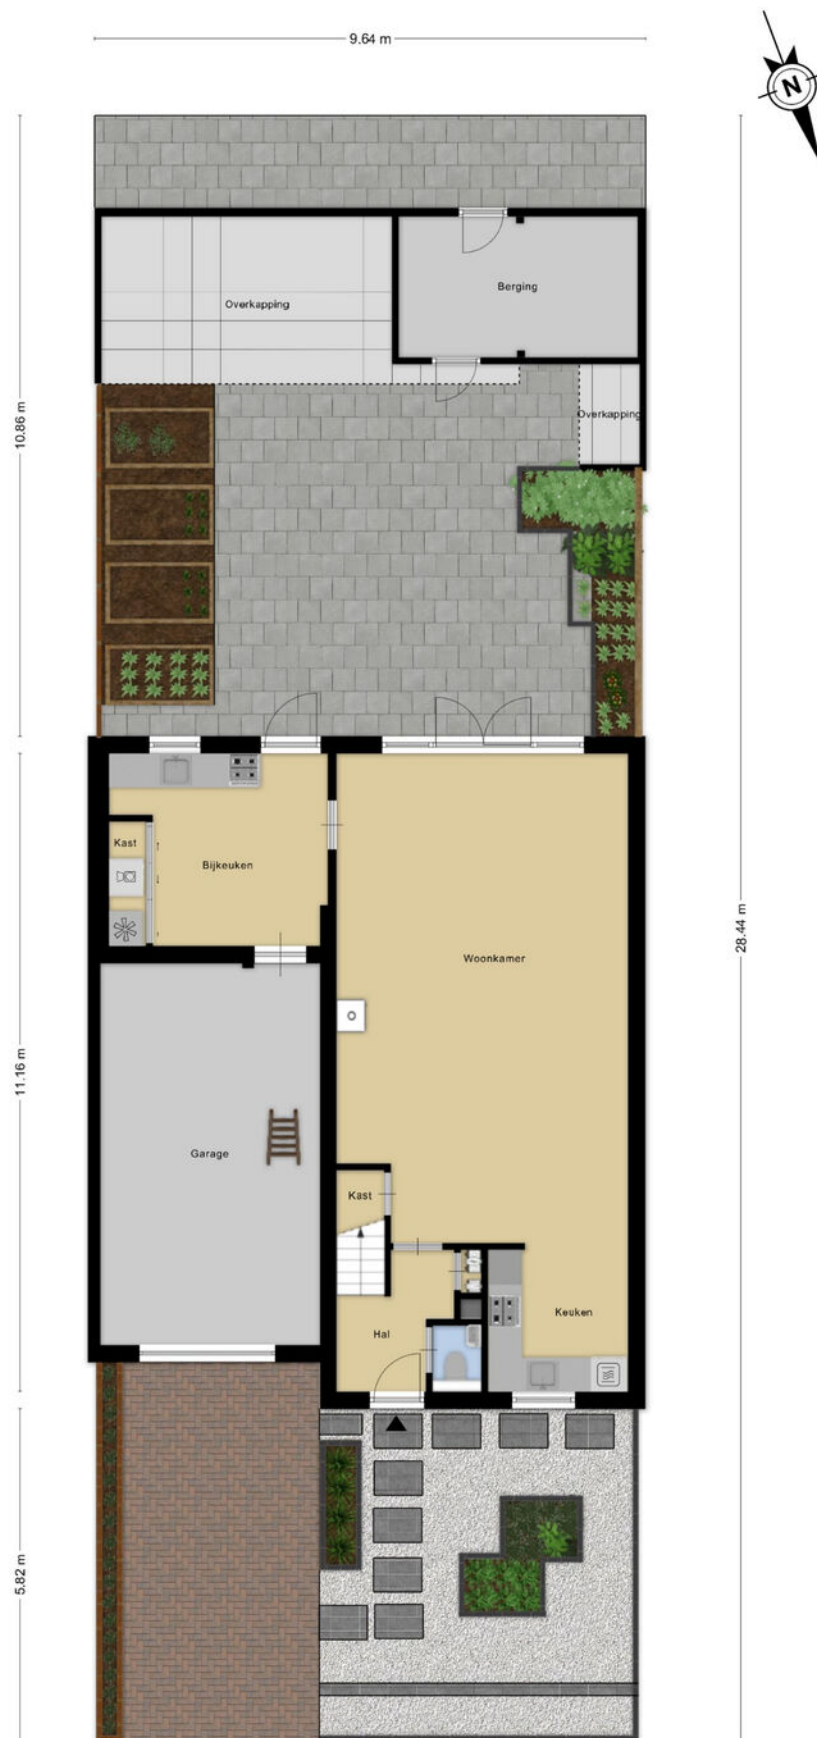 9.64 m
N
Overkapping
Berging
Overkapping
10.86 m
Kast
Bijkeuken
28.44 m
Woonkamer
11.16 m
Garage
Kast
Keuken
Hal
5.82 m